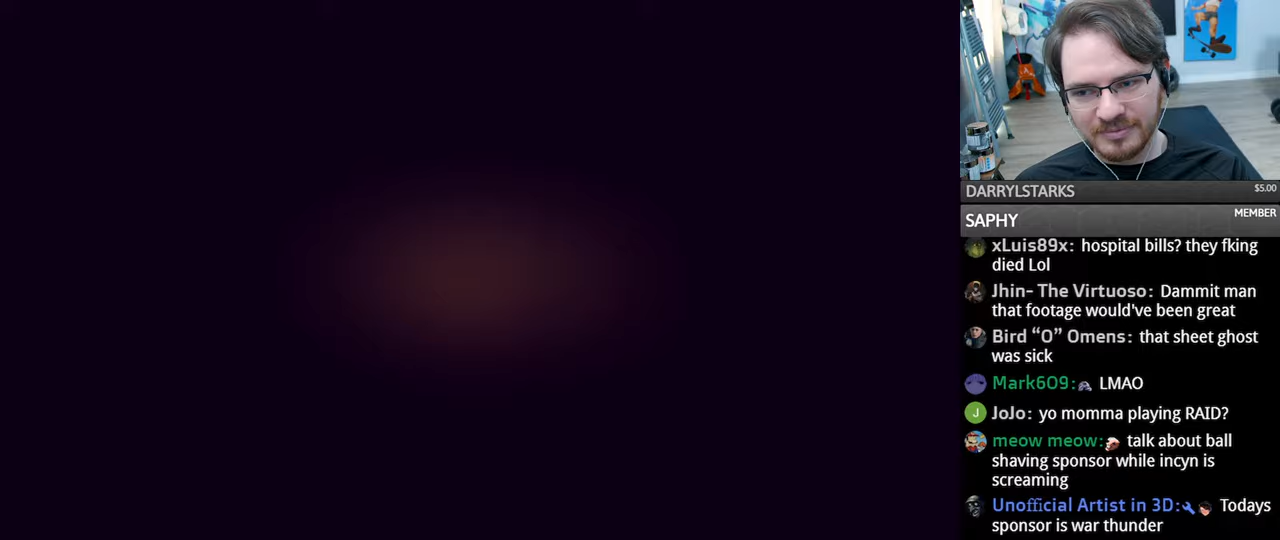 DARRYLSTARKS $5.00
SAPHY MEMBER
xLuis89x: hospital bills? they fking
died Lol
Jhin- The Virtuoso: Dammit man
that footage would've been great
Bird “O” Omens: that sheet ghost
was sick
Mark609: LMAO
J JoJo: yo momma playing RAID?
meow meow: talk about ball
shaving sponsor while incyn is
screaming
Unofficial Artist in 3D: Todays
sponsor is war thunder